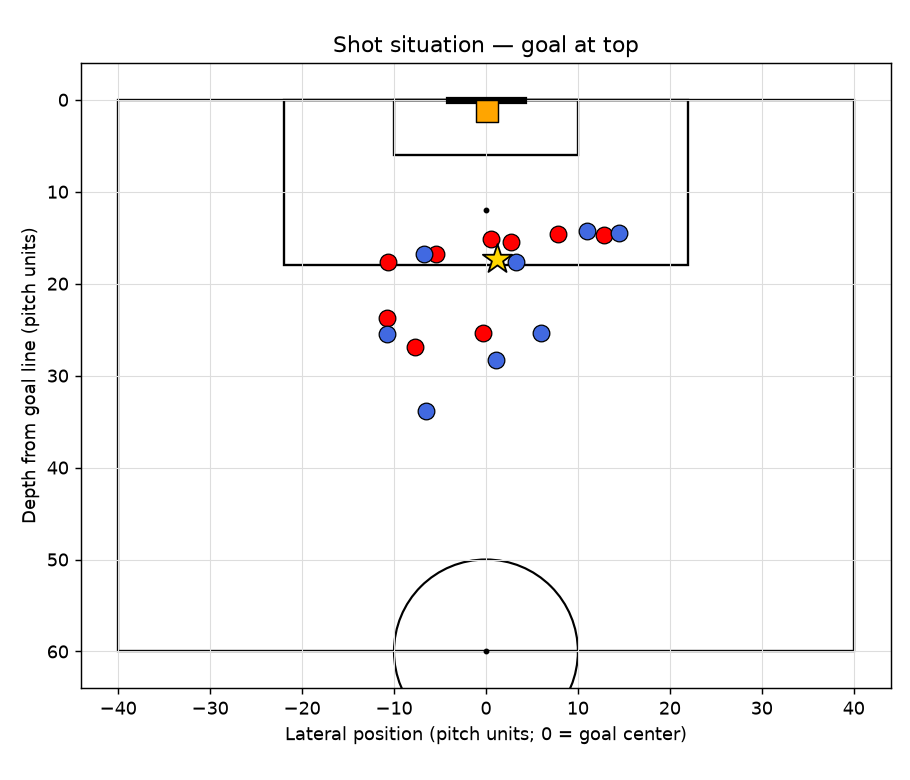 Shot situation — goal at top
0
10
20
30
40
50
60
Depth from goal line (pitch units)
−40 −30 −20 −10 0 10 20 30 40
Lateral position (pitch units; 0 = goal center)